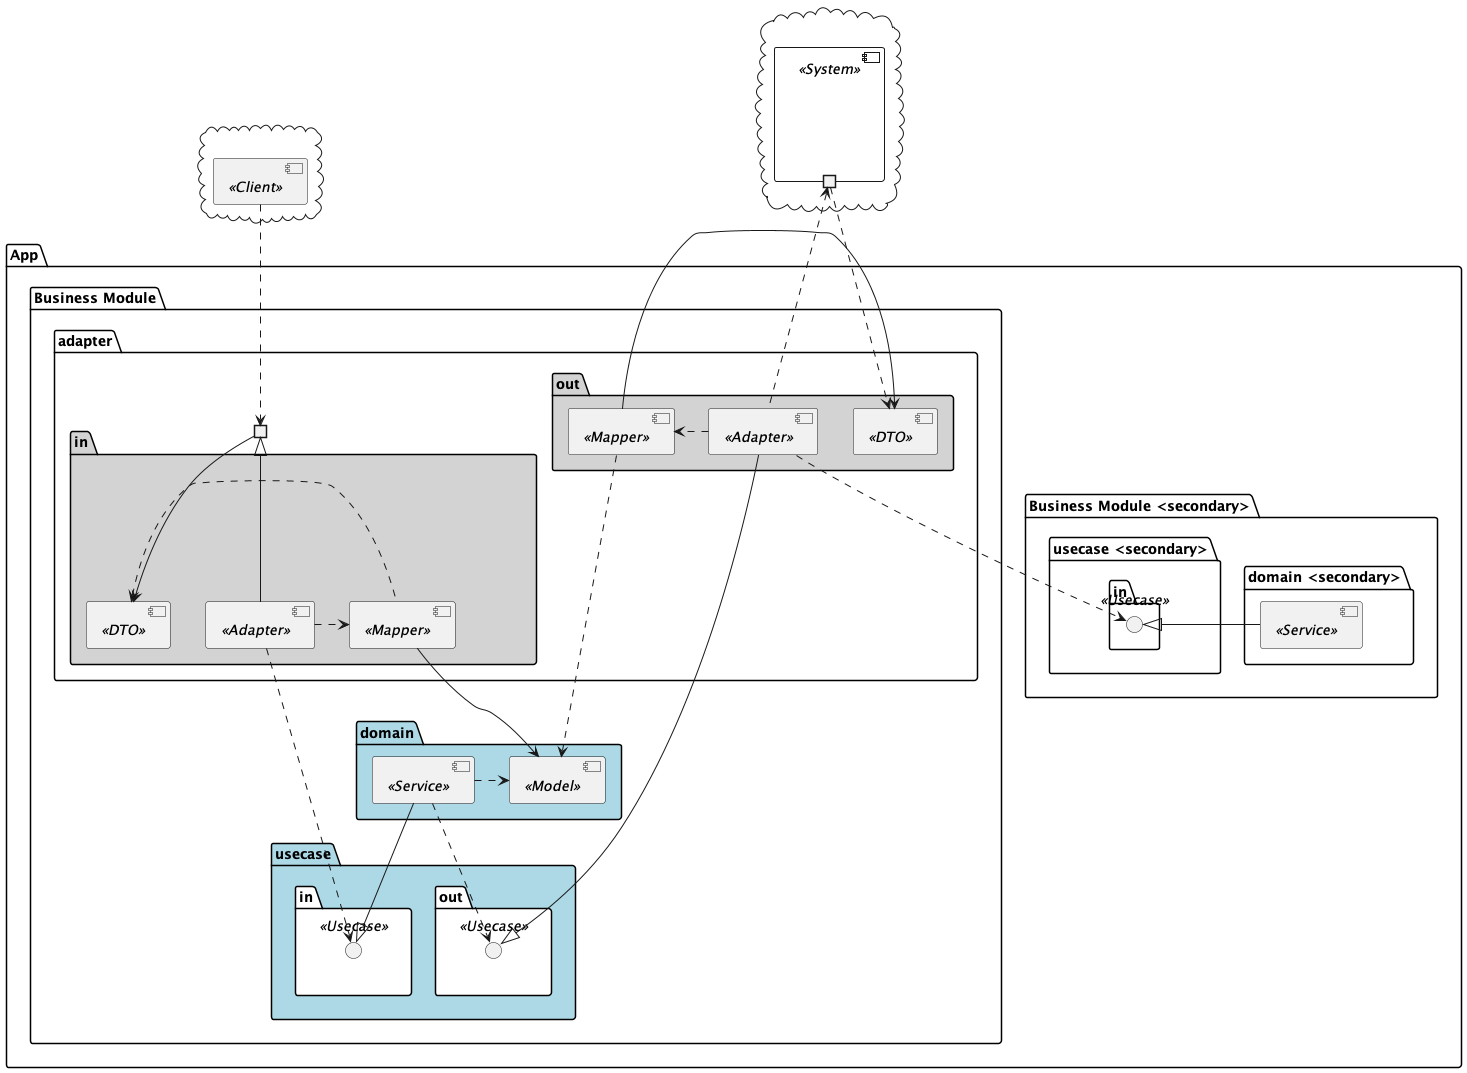 «System»
«Client»
App
Business Module
adapter
out
«Mapper»
«Adapter»
«DTO»
in
«DTO»
«Adapter»
«Mapper»
Business Module <secondary>
usecase <secondary>
domain <secondary>
in
«Usecase»
«Service»
domain
«Service»
«Model»
usecase
in
out
«Usecase»
«Usecase»